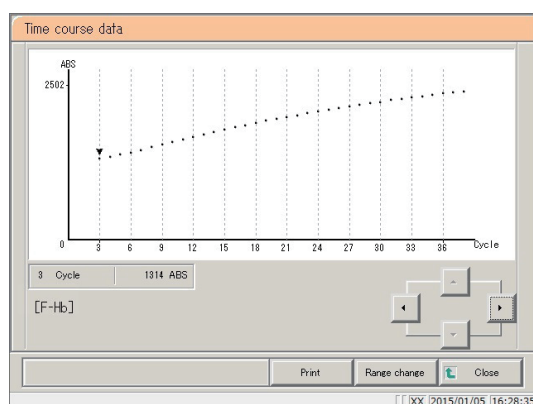 Time course data
ABS
2502
0 3 6 9 12 15 18 21 24 27 30 33 36 Cycle
3 Cycle 1314 ABS
[F-Hb]
Print Range change Close
XX 2015/01/05 16:28:35